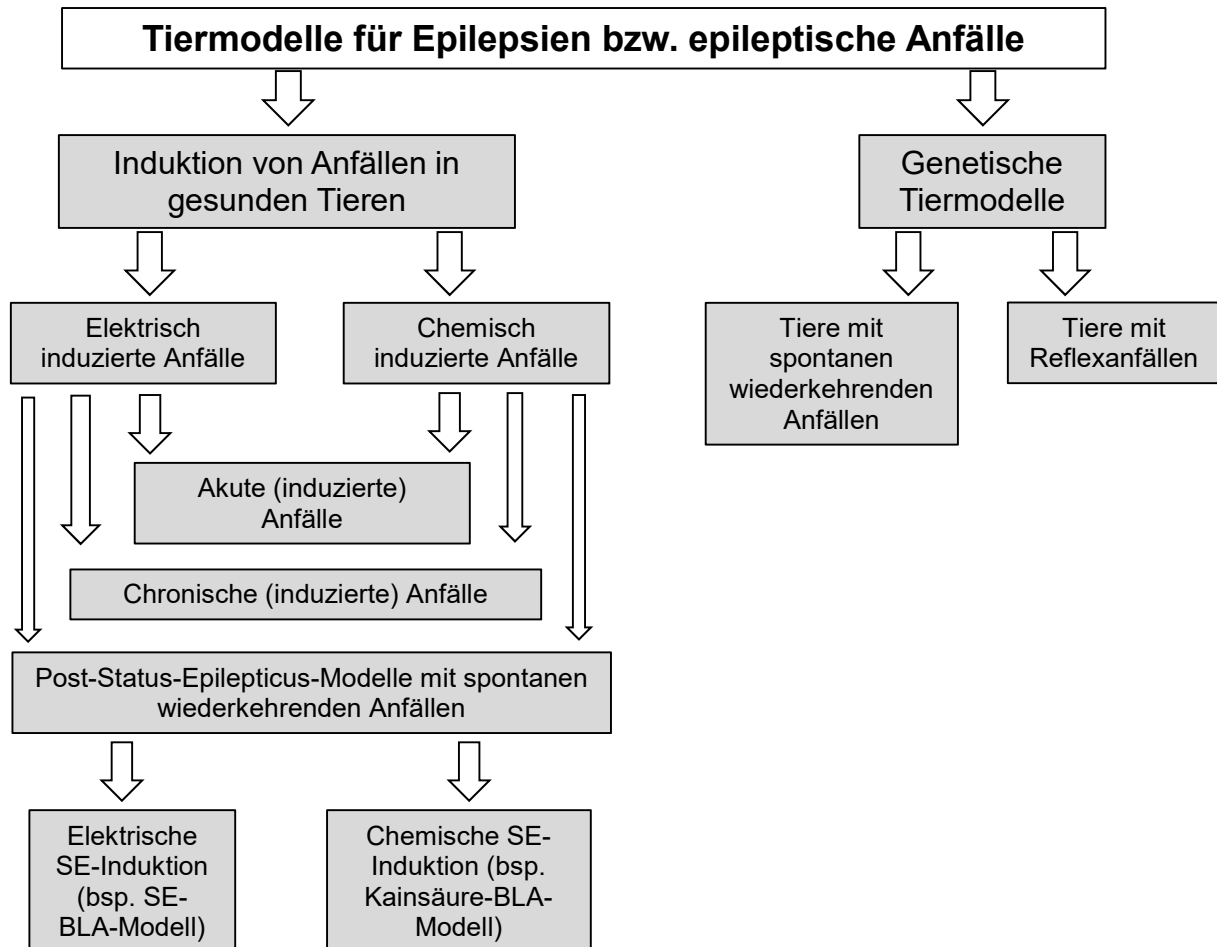 Tiermodelle für Epilepsien bzw. epileptische Anfälle
Induktion von Anfällen in
gesunden Tieren
Genetische
Tiermodelle
Elektrisch
induzierte Anfälle
Chemisch
induzierte Anfälle
Tiere mit
spontanen
wiederkehrenden
Anfällen
Tiere mit
Reflexanfällen
Akute (induzierte)
Anfälle
Chronische (induzierte) Anfälle
Post-Status-Epilepticus-Modelle mit spontanen
wiederkehrenden Anfällen
Elektrische
SE-Induktion
(bsp. SE-
BLA-Modell)
Chemische SE-
Induktion (bsp.
Kainsäure-BLA-
Modell)